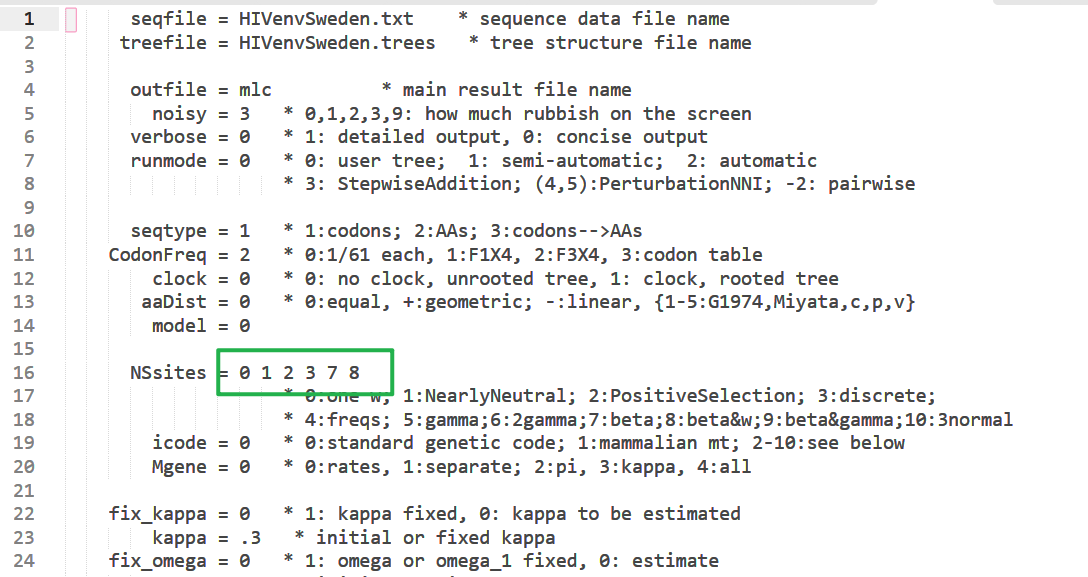 1 seqfile = HIVenvSweden.txt * sequence data file name
2 treefile = HIVenvSweden.trees * tree structure file name
3
4 outfile = mlc * main result file name
5 noisy = 3 * 0,1,2,3,9: how much rubbish on the screen
6 verbose = 0 * 1: detailed output, 0: concise output
7 runmode = 0 * 0: user tree; 1: semi-automatic; 2: automatic
8 * 3: StepwiseAddition; (4,5):PerturbationNNI; -2: pairwise
9
10 seqtype = 1 * 1:codons; 2:AAs; 3:codons-->AAs
11 CodonFreq = 2 * 0:1/61 each, 1:F1X4, 2:F3X4, 3:codon table
12 clock = 0 * 0: no clock, unrooted tree, 1: clock, rooted tree
13 aaDist = 0 * 0:equal, +:geometric; -:linear, {1-5:G1974,Miyata,c,p,v}
14 model = 0
15
16 NSsites = 0 1 2 3 7 8
17 * 0:one w; 1:NearlyNeutral; 2:PositiveSelection; 3:discrete;
18 * 4:freqs; 5:gamma;6:2gamma;7:beta;8:beta&w;9:beta&gamma;10:3normal
19 icode = 0 * 0:standard genetic code; 1:mammalian mt; 2-10:see below
20 Mgene = 0 * 0:rates, 1:separate; 2:pi, 3:kappa, 4:all
21
22 fix_kappa = 0 * 1: kappa fixed, 0: kappa to be estimated
23 kappa = .3 * initial or fixed kappa
24 fix_omega = 0 * 1: omega or omega_1 fixed, 0: estimate